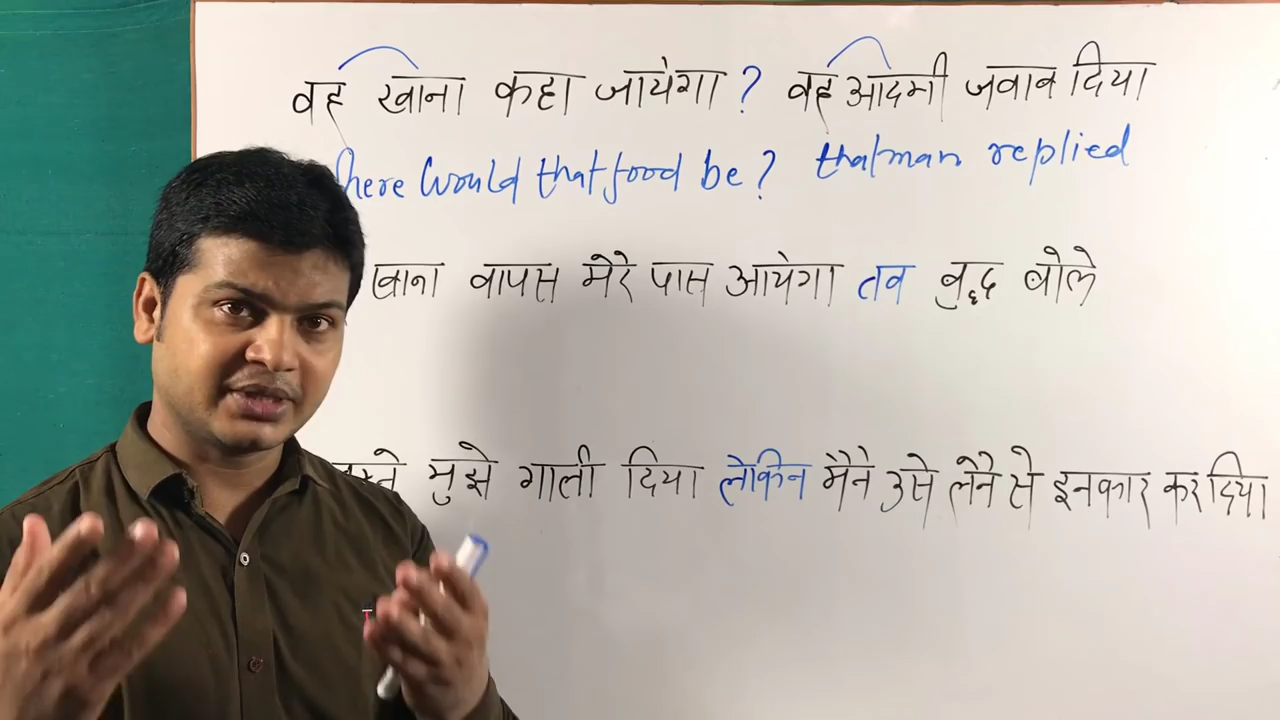 वह खाना कहा जायेगा ? वह आदमी जवाब दिया
here would that food be? that man replied
खाना वापस मेरे पास आयेगा तब बुद्ध बोले
मुझे गाली दिया लेकिन मैने उसे लेने से इनकार कर दिया